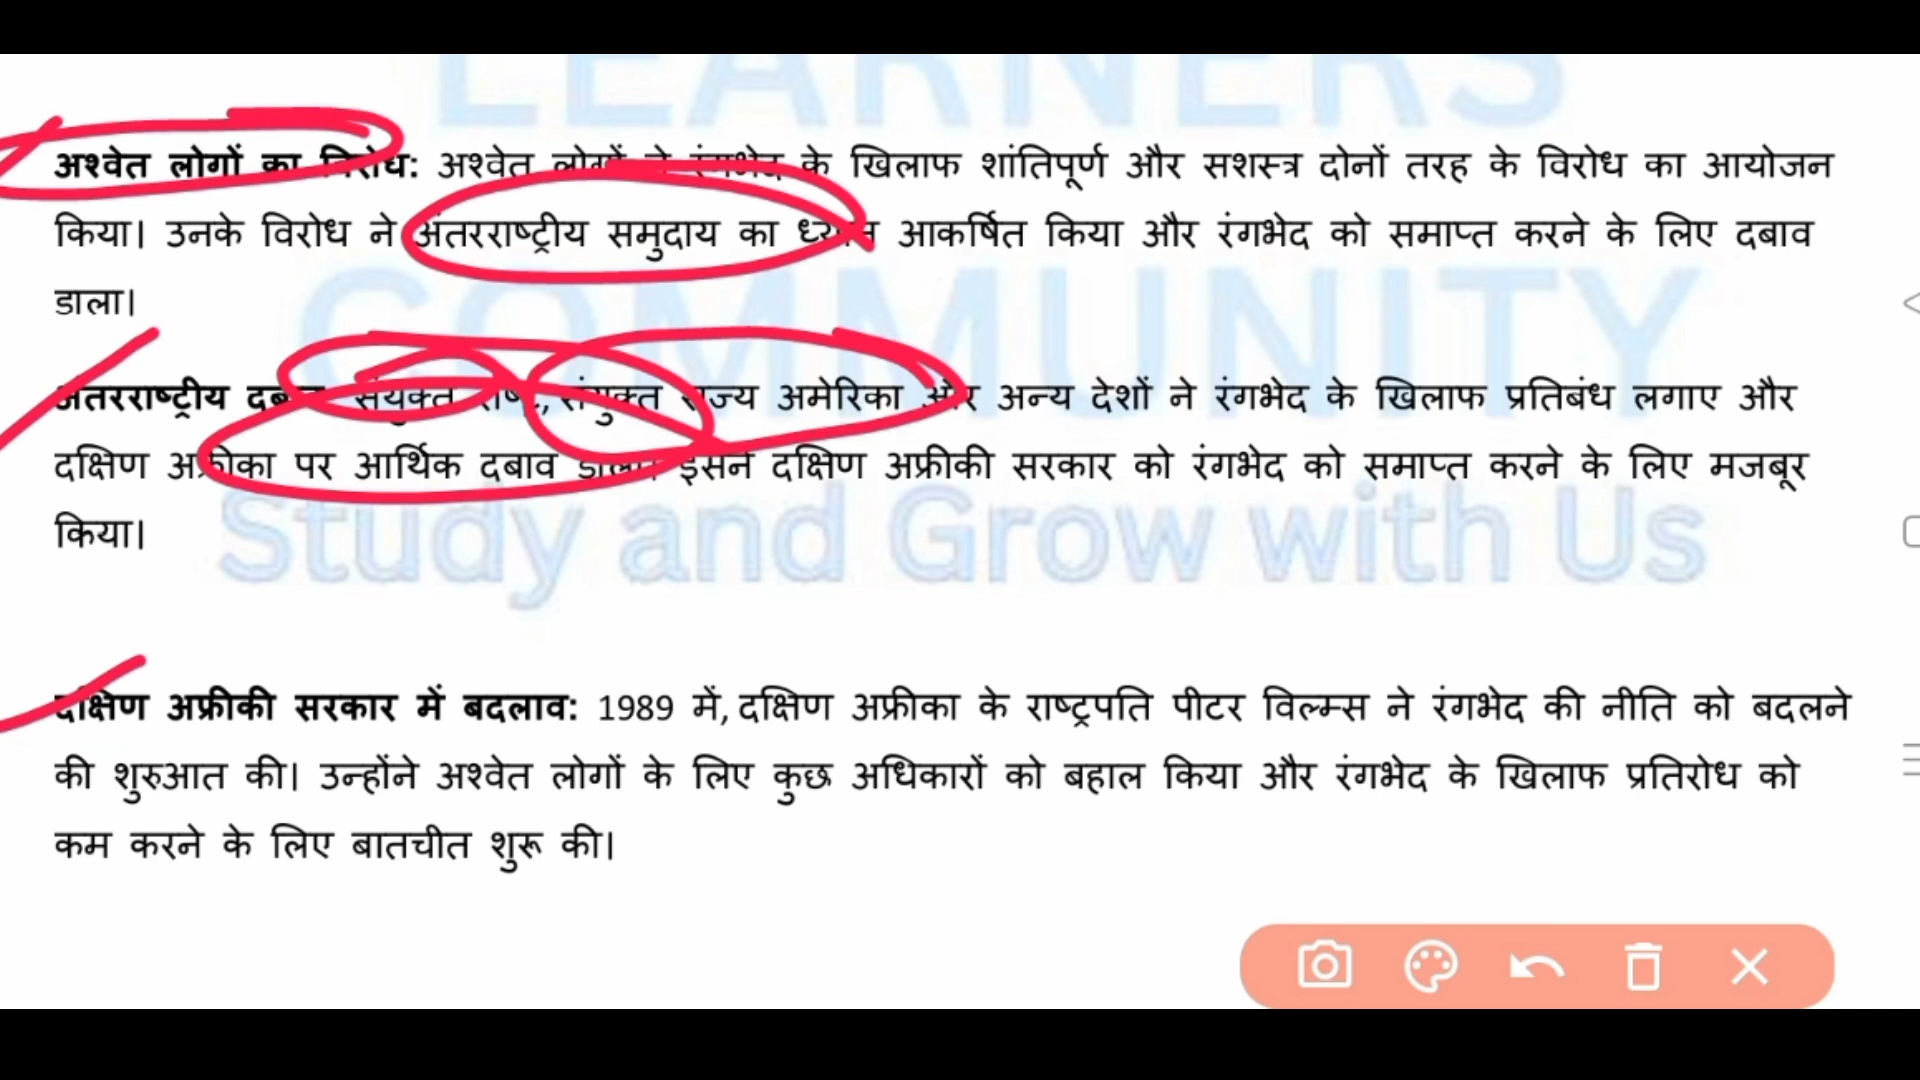 LEARNERS
अश्वेत लोगों का विरोध: अश्वेत लोगों ने रंगभेद के खिलाफ शांतिपूर्ण और सशस्त्र दोनों तरह के विरोध का आयोजन
किया। उनके विरोध ने अंतरराष्ट्रीय समुदाय का ध्यान आकर्षित किया और रंगभेद को समाप्त करने के लिए दबाव
डाला।
COMMUNITY
अंतरराष्ट्रीय दबाव: संयुक्त राष्ट्र, संयुक्त राज्य अमेरिका और अन्य देशों ने रंगभेद के खिलाफ प्रतिबंध लगाए और
दक्षिण अफ्रीका पर आर्थिक दबाव डाला। इसने दक्षिण अफ्रीकी सरकार को रंगभेद को समाप्त करने के लिए मजबूर
किया।
Study and Grow with Us
दक्षिण अफ्रीकी सरकार में बदलाव: 1989 में, दक्षिण अफ्रीका के राष्ट्रपति पीटर विल्म्स ने रंगभेद की नीति को बदलने
की शुरुआत की। उन्होंने अश्वेत लोगों के लिए कुछ अधिकारों को बहाल किया और रंगभेद के खिलाफ प्रतिरोध को
कम करने के लिए बातचीत शुरू की।